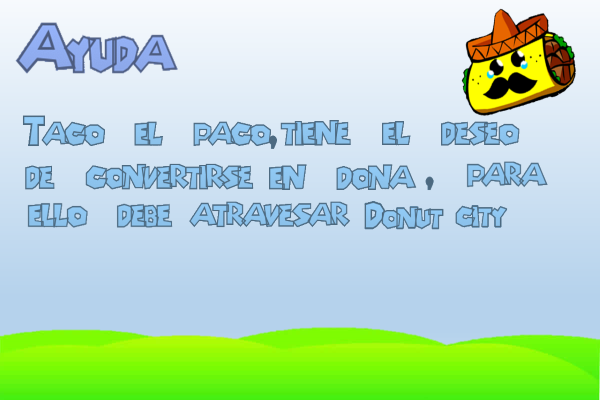 Ayuda
Taco el paco, tiene el deseo
de convertirse en dona , para
ello debe atravesar Donut city